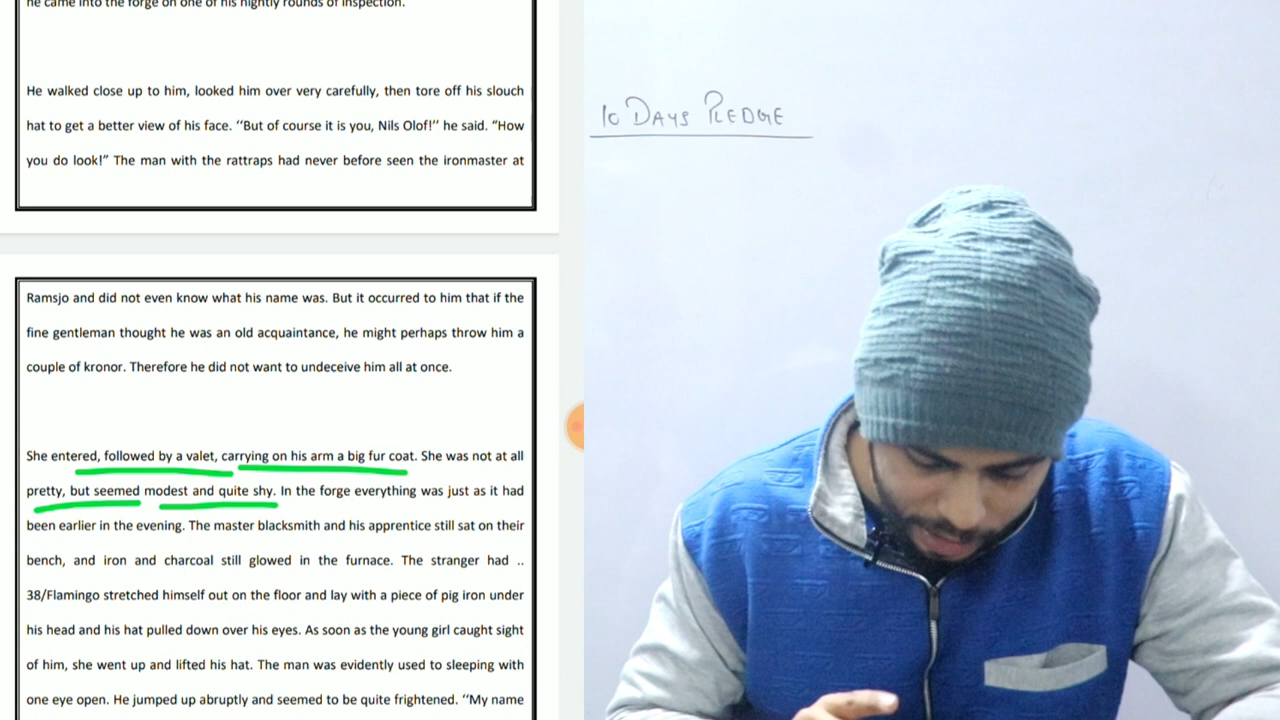 he came into the forge on one of his nightly rounds of inspection.
He walked close up to him, looked him over very carefully, then tore off his slouch
hat to get a better view of his face. “But of course it is you, Nils Olof!” he said. “How
you do look!” The man with the rattraps had never before seen the ironmaster at
Ramsjo and did not even know what his name was. But it occurred to him that if the
fine gentleman thought he was an old acquaintance, he might perhaps throw him a
couple of kronor. Therefore he did not want to undeceive him all at once.
She entered, followed by a valet, carrying on his arm a big fur coat. She was not at all
pretty, but seemed modest and quite shy. In the forge everything was just as it had
been earlier in the evening. The master blacksmith and his apprentice still sat on their
bench, and iron and charcoal still glowed in the furnace. The stranger had ..
38/Flamingo stretched himself out on the floor and lay with a piece of pig iron under
his head and his hat pulled down over his eyes. As soon as the young girl caught sight
of him, she went up and lifted his hat. The man was evidently used to sleeping with
one eye open. He jumped up abruptly and seemed to be quite frightened. “My name
10 DAYS PLEDGE